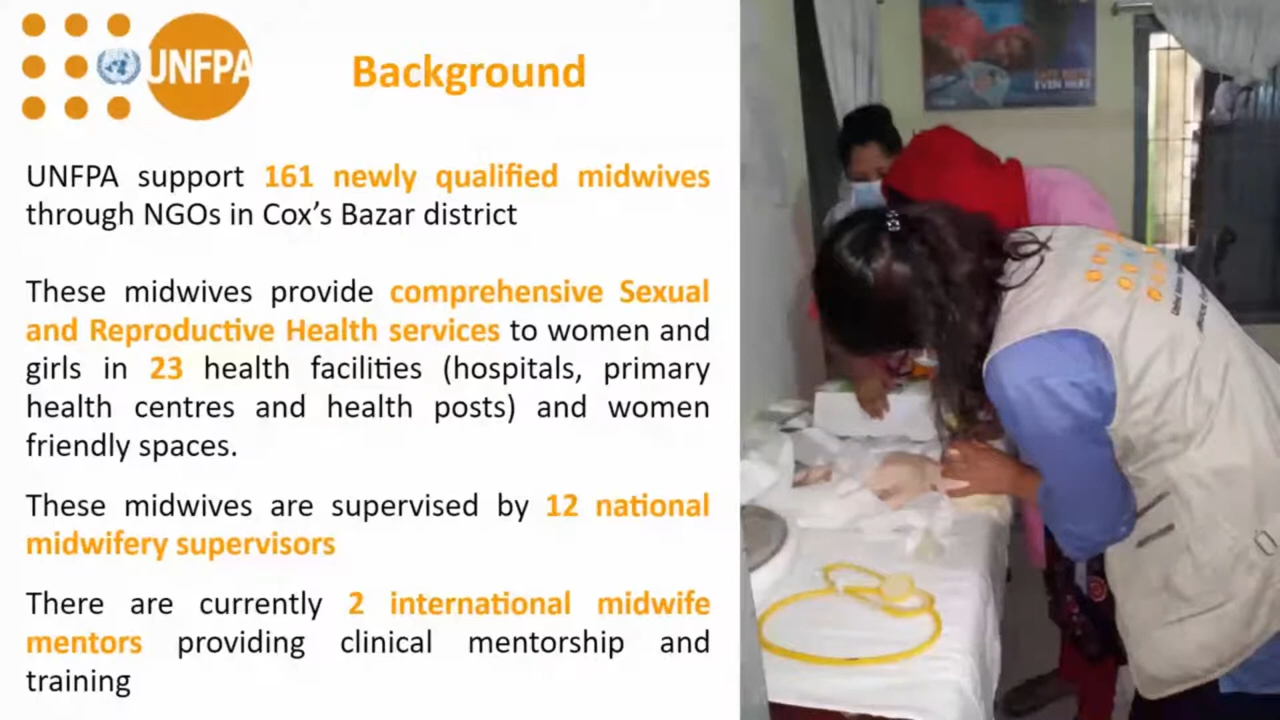 UNFPA
Background
UNFPA support 161 newly qualified midwives
through NGOs in Cox's Bazar district
These midwives provide comprehensive Sexual
and Reproductive Health services to women and
girls in 23 health facilities (hospitals, primary
health centres and health posts) and women
friendly spaces.
These midwives are supervised by 12 national
midwifery supervisors
There are currently 2 international midwife
mentors providing clinical mentorship and
training
EVEN HERE